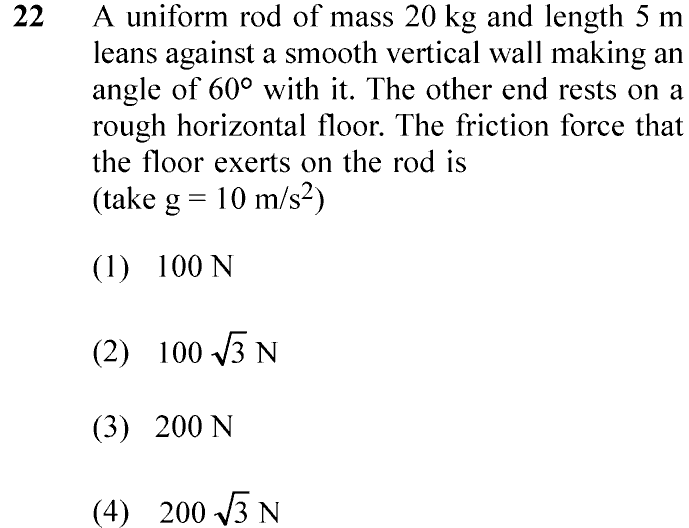 22 A uniform rod of mass 20 kg and length 5 m
leans against a smooth vertical wall making an
angle of 60° with it. The other end rests on a
rough horizontal floor. The friction force that
the floor exerts on the rod is
(take g = 10 m/s²)
(1) 100 N
(2) 100 √3 N
(3) 200 N
(4) 200 √3 N